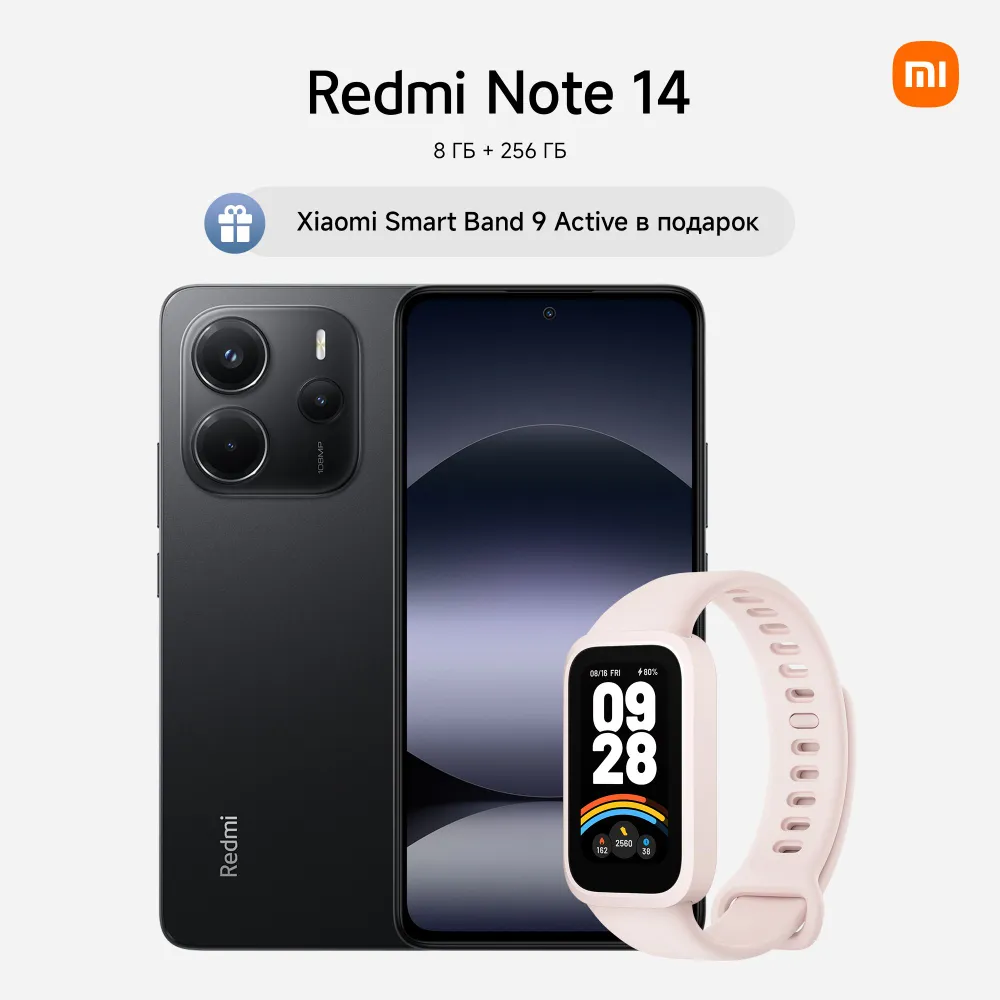 mi
Redmi Note 14
8 ГБ + 256 ГБ
Xiaomi Smart Band 9 Active в подарок
108MP
08/16 FRI 80%
09
28
2560
162
38
Redmi